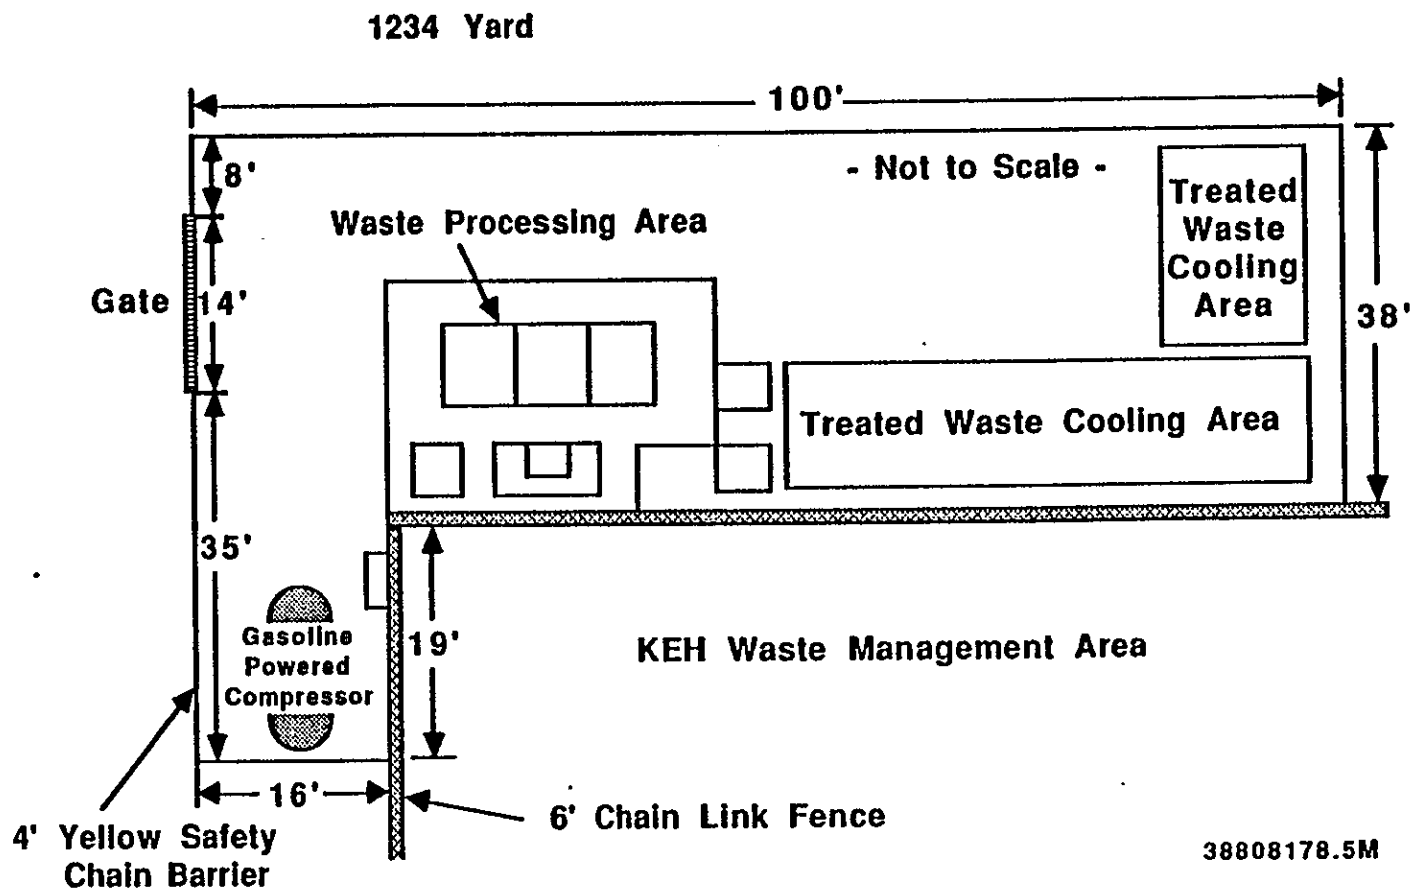 1234 Yard
100'
8'
- Not to Scale -
Treated
Waste
Cooling
Area
Waste Processing Area
Gate
14'
38'
Treated Waste Cooling Area
35'
19'
Gasoline
Powered
Compressor
KEH Waste Management Area
16'
6' Chain Link Fence
4' Yellow Safety
Chain Barrier
38808178.5M